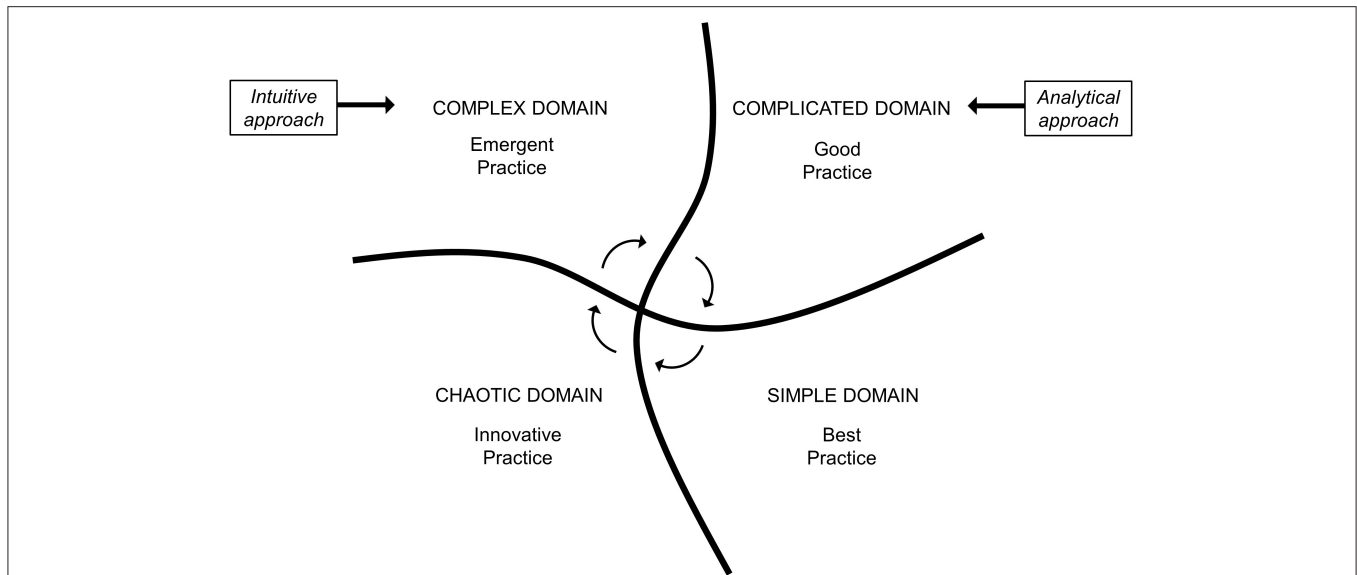 Intuitive
approach
COMPLEX DOMAIN
Emergent
Practice
COMPLICATED DOMAIN
Good
Practice
Analytical
approach
CHAOTIC DOMAIN
Innovative
Practice
SIMPLE DOMAIN
Best
Practice